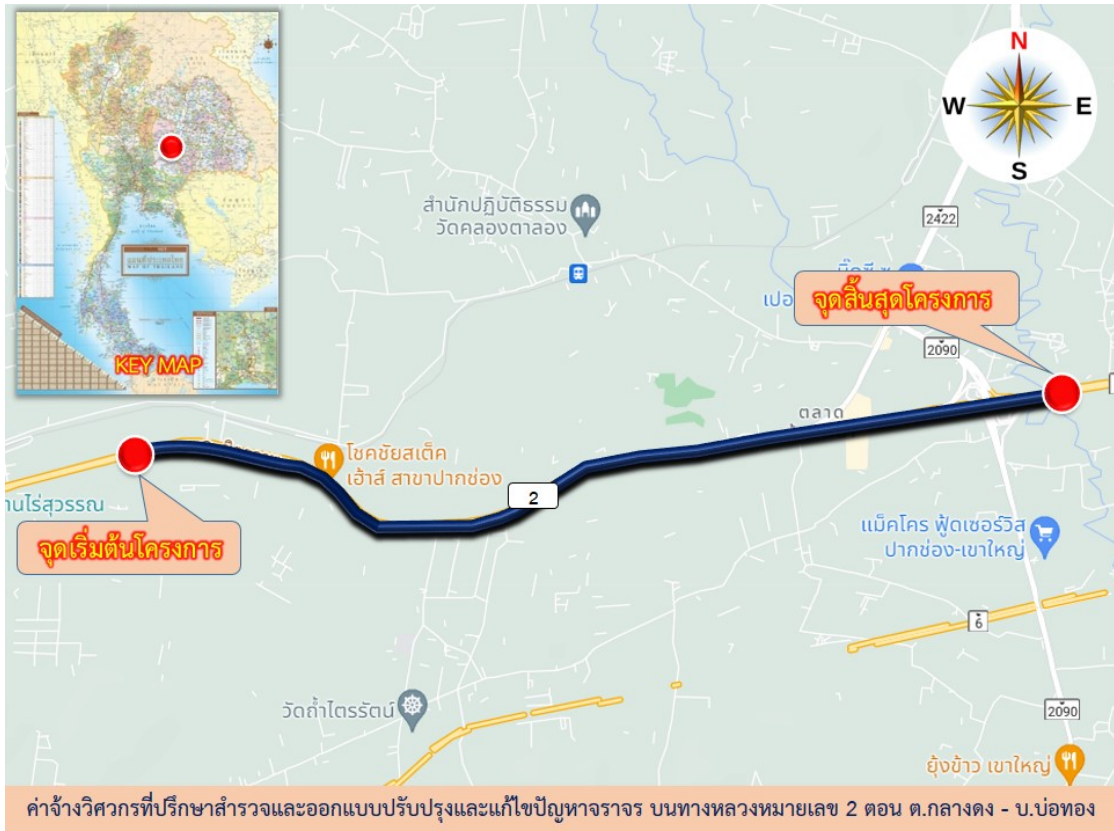 N
W
E
S
KEY MAP
แผนที่ประเทศไทย
MAP OF THAILAND
สำนักปฏิบัติธรรม
วัดคลองตาลอง
2422
จุดสิ้นสุดโครงการ
2090
ตลาด
โชคชัยสเต็ค
เฮ้าส์ สาขาปากช่อง
2
จุดเริ่มต้นโครงการ
แม็คโคร ฟู้ดเซอร์วิส
ปากช่อง-เขาใหญ่
6
วัดถ้ำไตรรัตน์
2090
ยุ้งข้าว เขาใหญ่
ค่าจ้างวิศวกรที่ปรึกษาสำรวจและออกแบบปรับปรุงและแก้ไขปัญหาจราจร บนทางหลวงหมายเลข 2 ตอน ต.กลางดง - บ.บ่อทอง